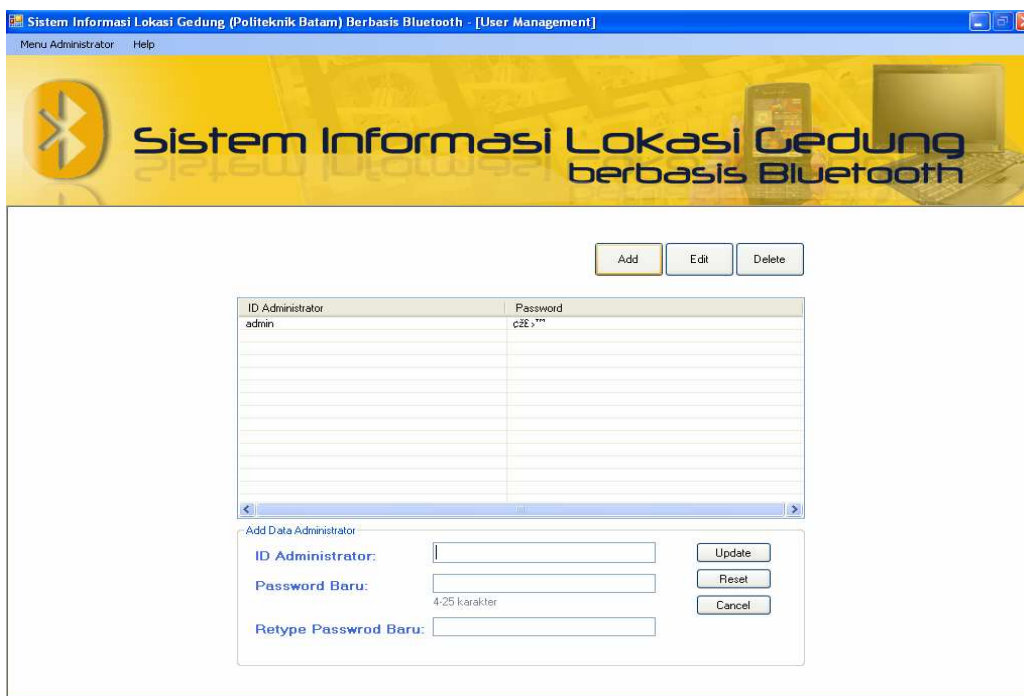 Sistem Informasi Lokasi Gedung (Politeknik Batam) Berbasis Bluetooth - [User Management]
Menu Administrator Help
Sistem Informasi Lokasi Gedung
berbasis Bluetooth
Add Edit Delete
ID Administrator Password
admin ¢ž£›™
Add Data Administrator
ID Administrator: Update
Password Baru: Reset
4-25 karakter Cancel
Retype Passwrod Baru: